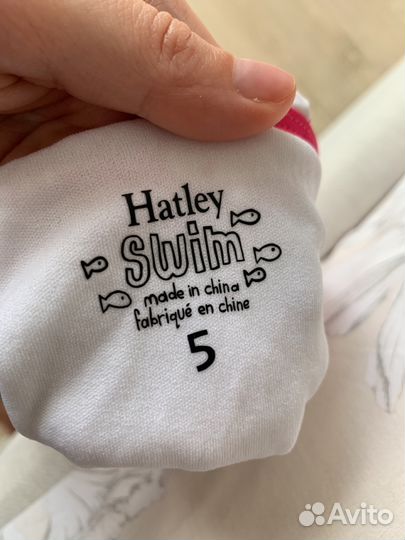 Hatley
swim
made in china
fabriqué en chine
5
Avito